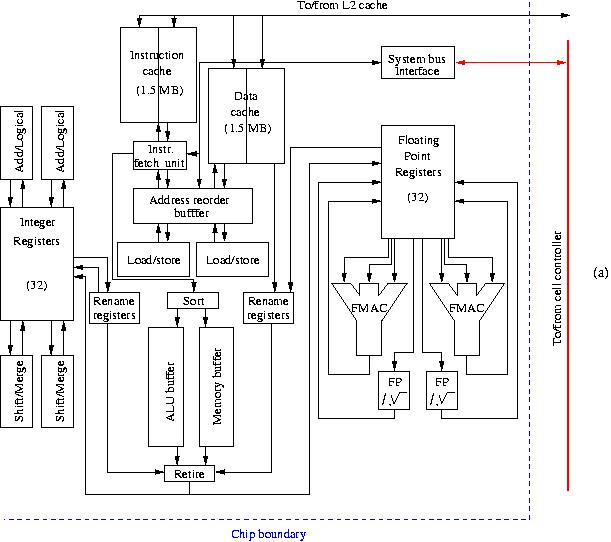 To/from L2 cache
Instruction
cache
(1.5 MB)
System bus
Interface
Data
cache
(1.5 MB)
Add/Logical
Add/Logical
Instr.
fetch unit
Floating
Point
Registers
(32)
Address reorder
bufffer
Integer
Registers
(32)
Load/store
Load/store
To/from cell controller
(a)
Rename
registers
Sort
Rename
registers
FMAC
FMAC
Shift/Merge
Shift/Merge
ALU buffer
Memory buffer
FP
/,√
FP
/,√
Retire
Chip boundary